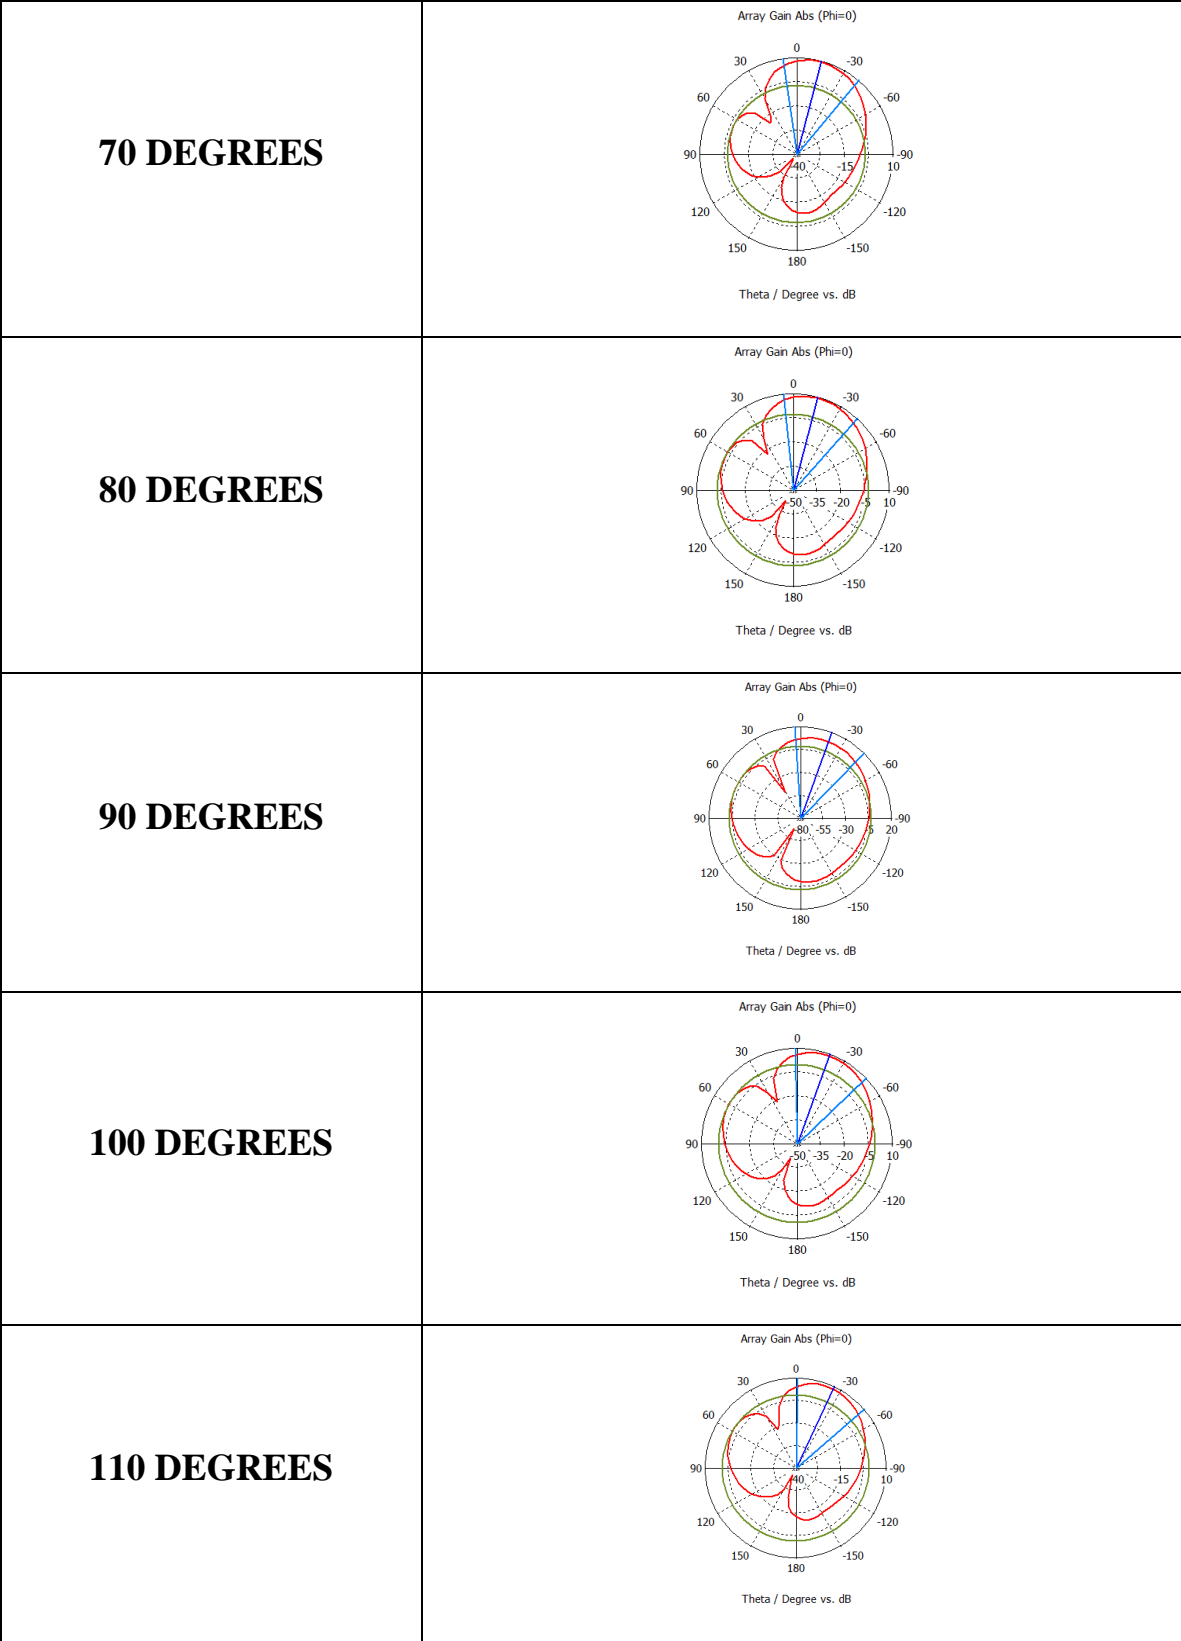 70 DEGREES
Array Gain Abs (Phi=0)
0
30 -30
60 -60
90 -40 -15 10 -90
120 -120
150 -150
180
Theta / Degree vs. dB
80 DEGREES
Array Gain Abs (Phi=0)
0
30 -30
60 -60
90 -50 -35 -20 -5 10 -90
120 -120
150 -150
180
Theta / Degree vs. dB
90 DEGREES
Array Gain Abs (Phi=0)
0
30 -30
60 -60
90 -80 -55 -30 -5 20 -90
120 -120
150 -150
180
Theta / Degree vs. dB
100 DEGREES
Array Gain Abs (Phi=0)
0
30 -30
60 -60
90 -50 -35 -20 -5 10 -90
120 -120
150 -150
180
Theta / Degree vs. dB
110 DEGREES
Array Gain Abs (Phi=0)
0
30 -30
60 -60
90 -40 -15 10 -90
120 -120
150 -150
180
Theta / Degree vs. dB